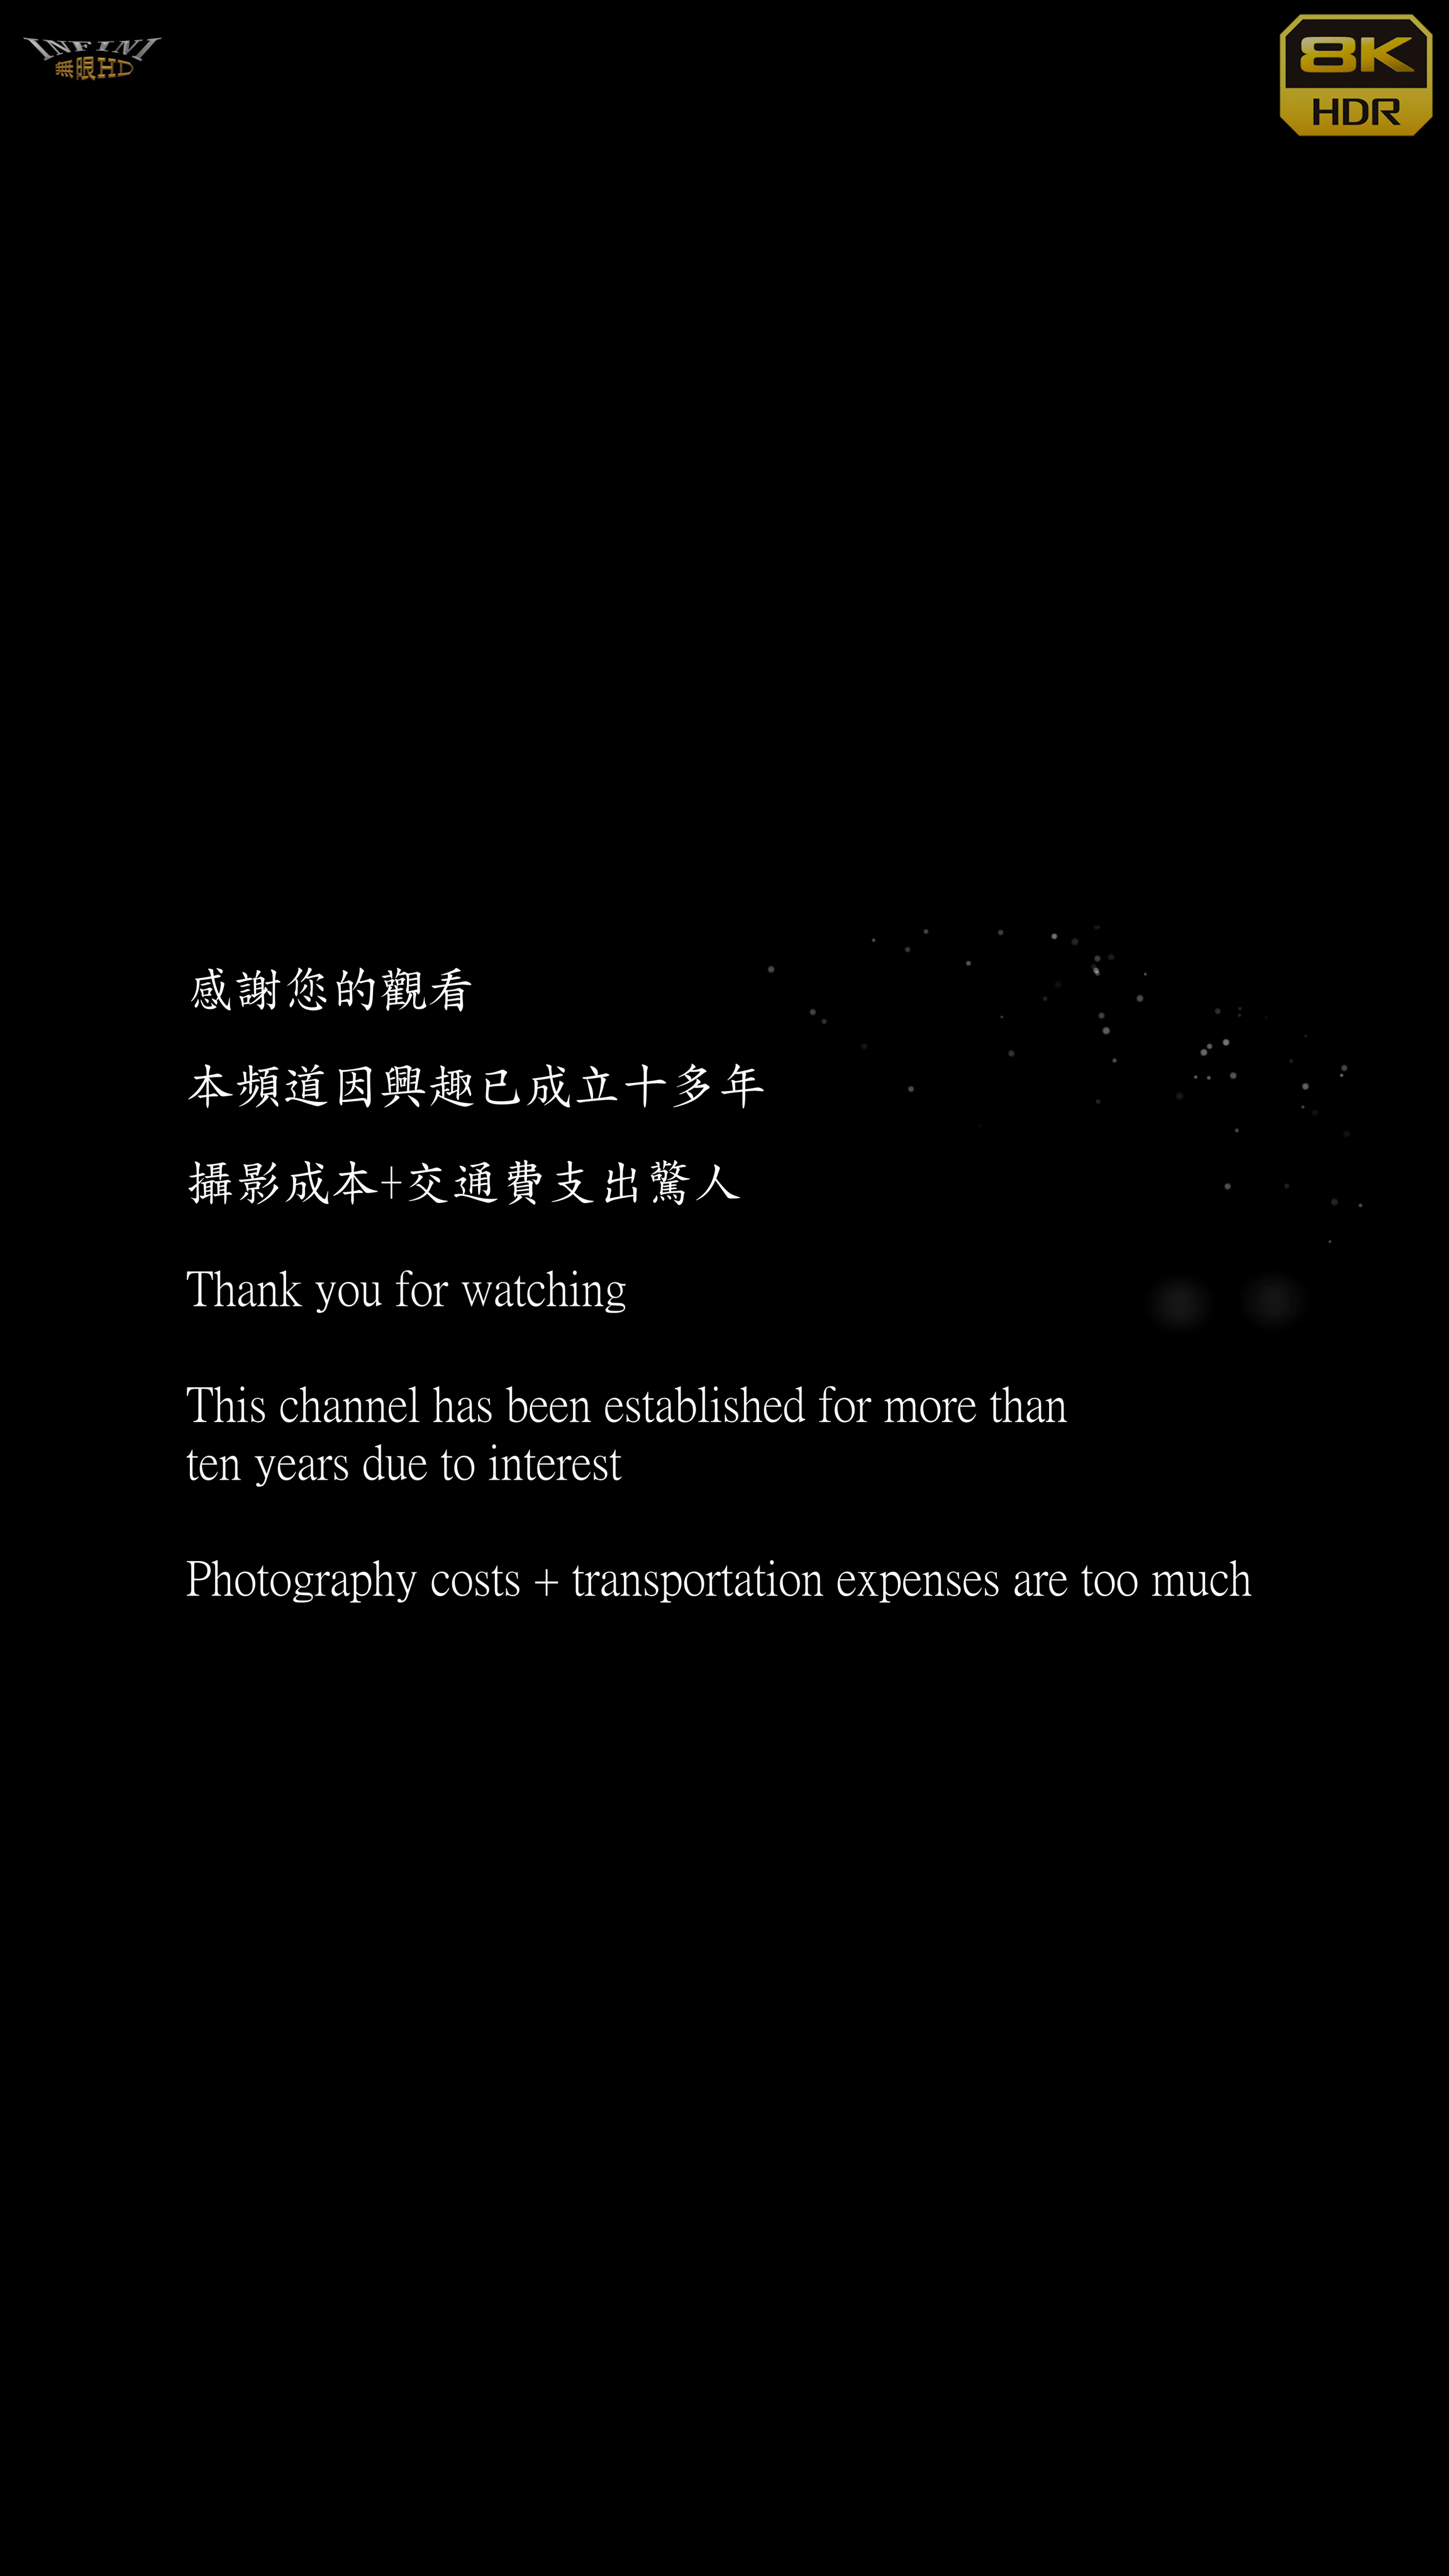 INFINI
無限HD
8K
HDR
感謝您的觀看
本頻道因興趣已成立十多年
攝影成本+交通費支出驚人
Thank you for watching
This channel has been established for more than
ten years due to interest
Photography costs + transportation expenses are too much